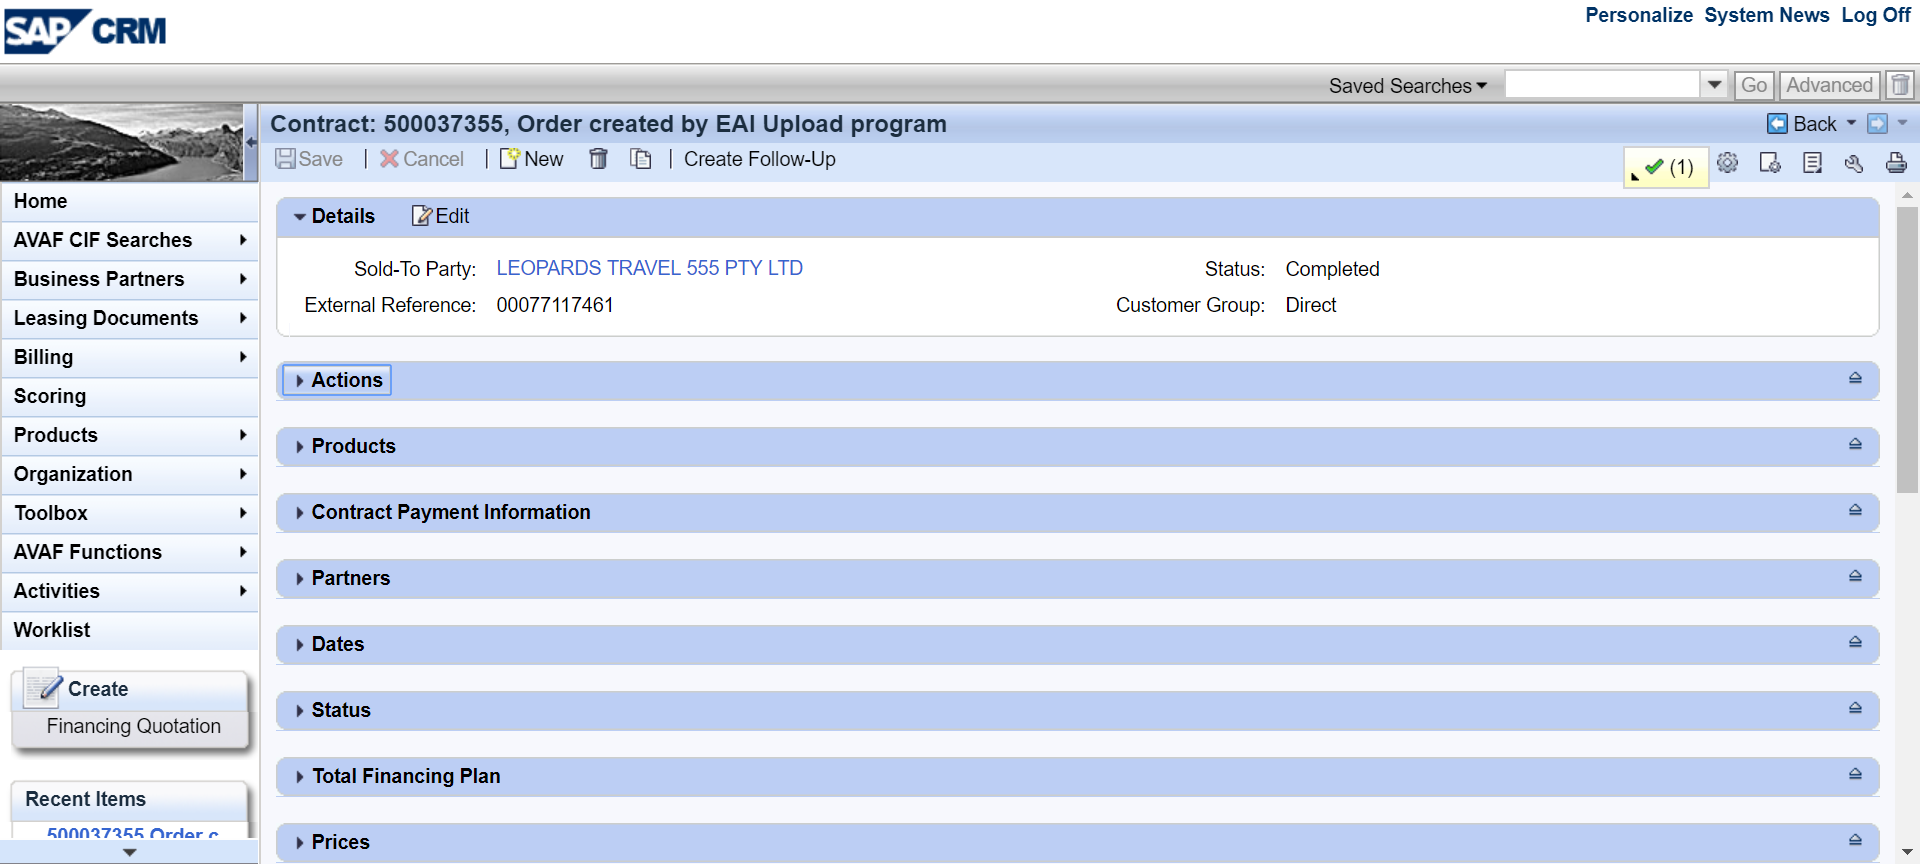 SAP CRM
Personalize System News Log Off
Saved Searches Go Advanced
Contract: 500037355, Order created by EAI Upload program
Back
Save | Cancel | New | Create Follow-Up
(1)
Home
AVAF CIF Searches
Business Partners
Leasing Documents
Billing
Scoring
Products
Organization
Toolbox
AVAF Functions
Activities
Worklist
Create
Financing Quotation
Recent Items
500037355 Order c
Details Edit
Sold-To Party: LEOPARDS TRAVEL 555 PTY LTD
Status: Completed
External Reference: 00077117461
Customer Group: Direct
Actions
Products
Contract Payment Information
Partners
Dates
Status
Total Financing Plan
Prices